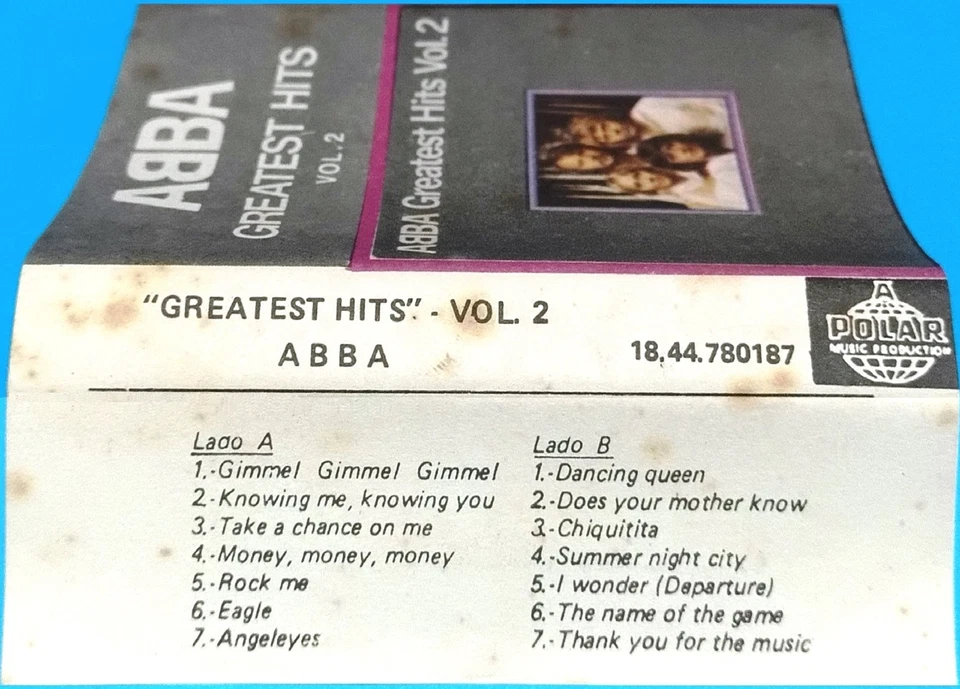 ABBA
GREATEST HITS
VOL.2
ABBA Greatest Hits Vol. 2
"GREATEST HITS". - VOL. 2
ABBA
18.44.780187
A
POLAR
MUSIC PRODUCTION
Lado A
1.-Gimmel Gimmel Gimmel
2.-Knowing me, knowing you
3.-Take a chance on me
4.-Money, money, money
5.-Rock me
6.-Eagle
7.-Angeleyes
Lado B
1.-Dancing queen
2.-Does your mother know
3.-Chiquitita
4.-Summer night city
5.-I wonder (Departure)
6.-The name of the game
7.-Thank you for the music